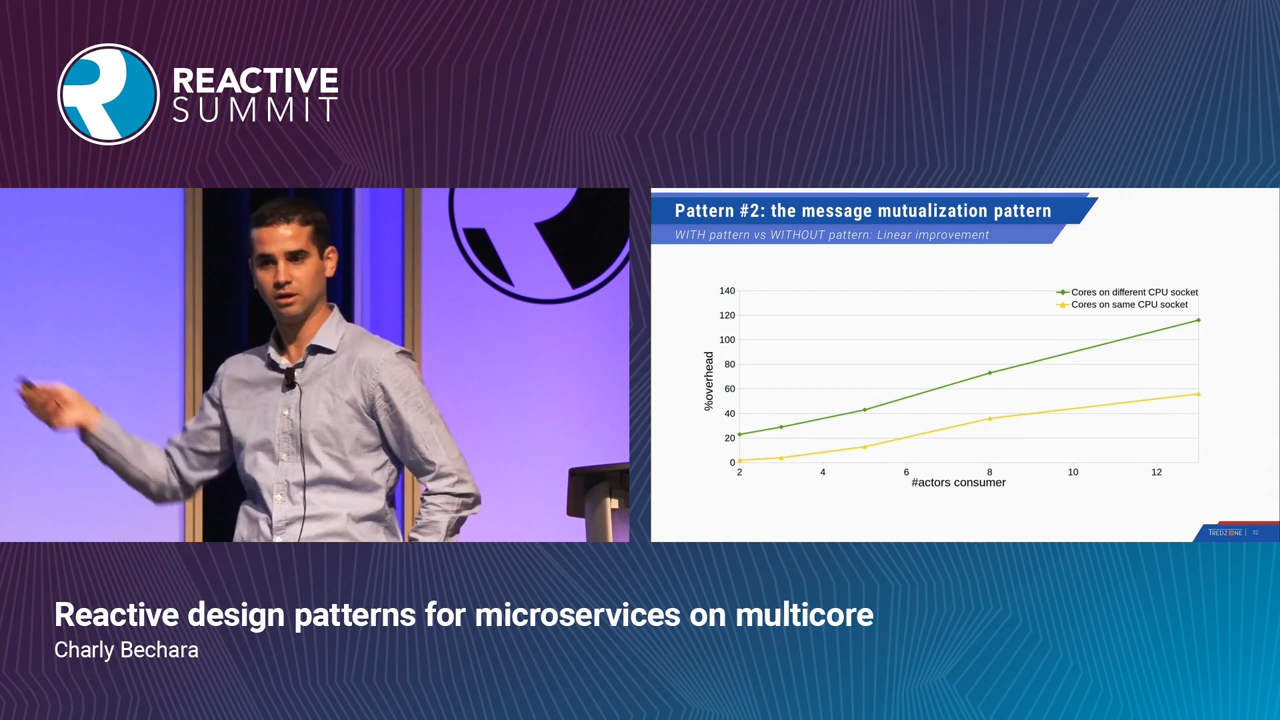 REACTIVE
SUMMIT
Pattern #2: the message mutualization pattern
WITH pattern vs WITHOUT pattern: Linear improvement
Cores on different CPU socket
Cores on same CPU socket
140
120
100
80
60
40
20
0
%overhead
2 4 6 8 10 12
#actors consumer
TREDZONE | 32
Reactive design patterns for microservices on multicore
Charly Bechara